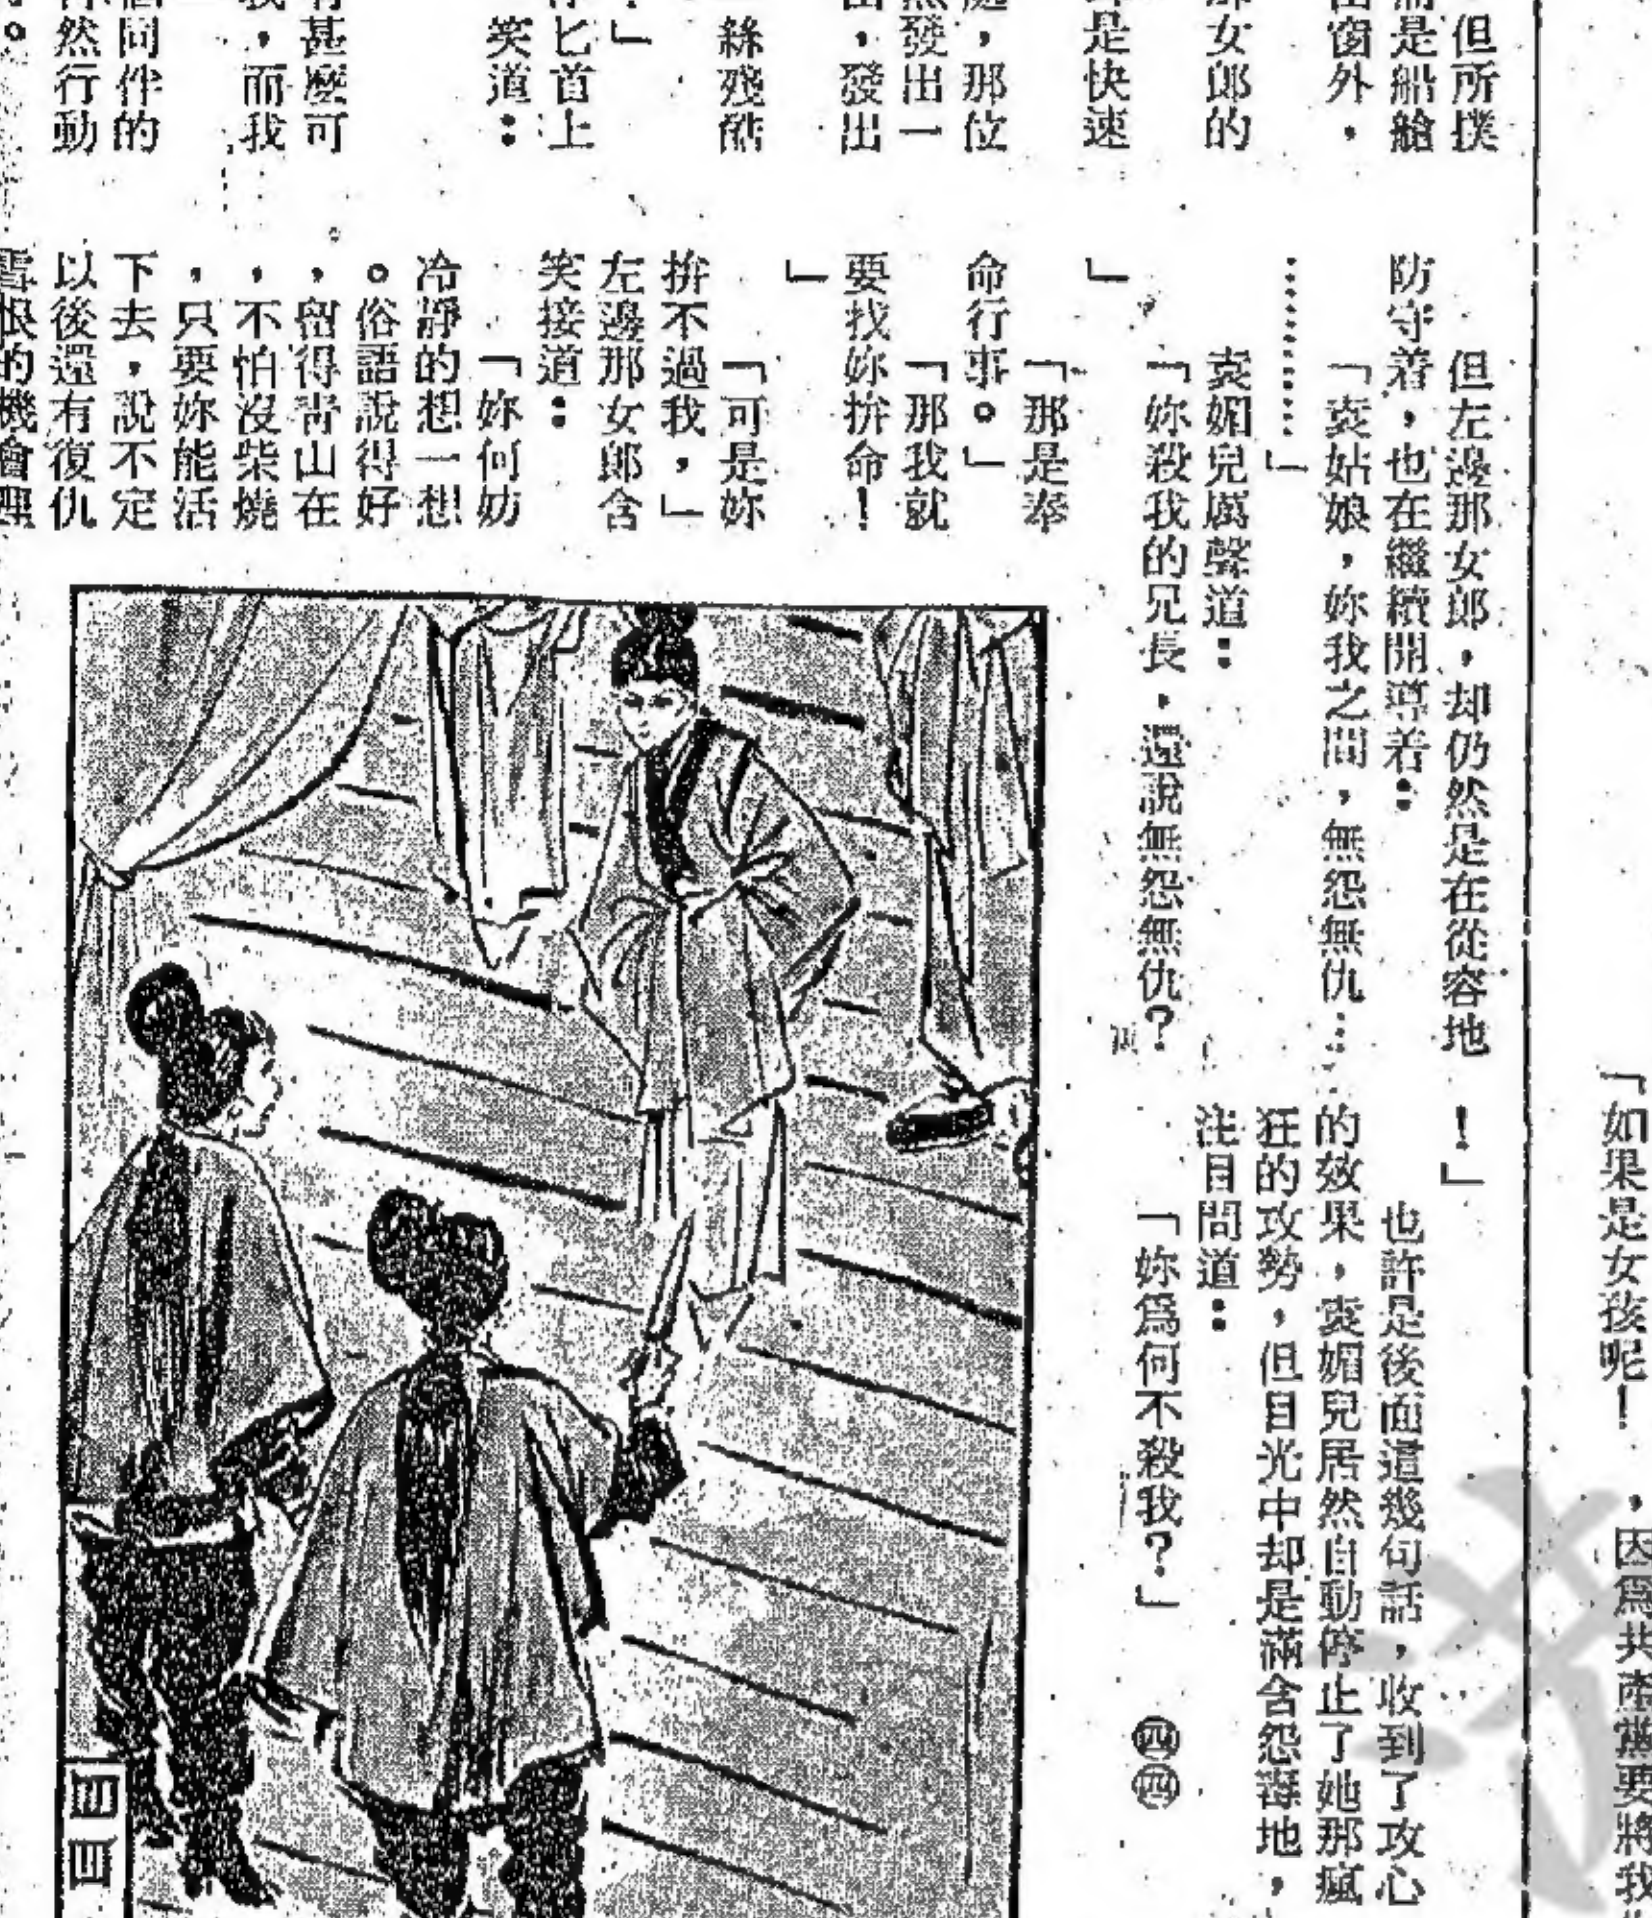 「如果是女孩呢！
，因爲共產黨要將我
但所撲
是船艙
窗外，
女郎的
是快速
，那位
發出一
，發出
絲殘酷
」
匕首上
笑道：
甚麼可
，而我
同伴的
然行動
但左邊那女郎，却仍然是在從容地
防守着，也在繼續開導着：
「袁姑娘，妳我之間，無怨無仇…
…………」
袁媚兒厲聲道：
「妳殺我的兄長，還說無怨無仇？
」
「那是奉
命行事。」
「那我就
要找妳拚命！
」
「可是妳
拚不過我，」
左邊那女郎含
笑接道：
「妳何妨
冷靜的想一想
。俗語說得好
，留得青山在
，不怕沒柴燒
，只要妳能活
下去，說不定
以後還有復仇
雪恨的機會哩
！」
也許是後面這幾句話，收到了攻心
的效果，袁媚兒居然自動停止了她那瘋
狂的攻勢，但目光中却是滿含怨毒地，
注目問道：
「妳爲何不殺我？」　㊃㊃